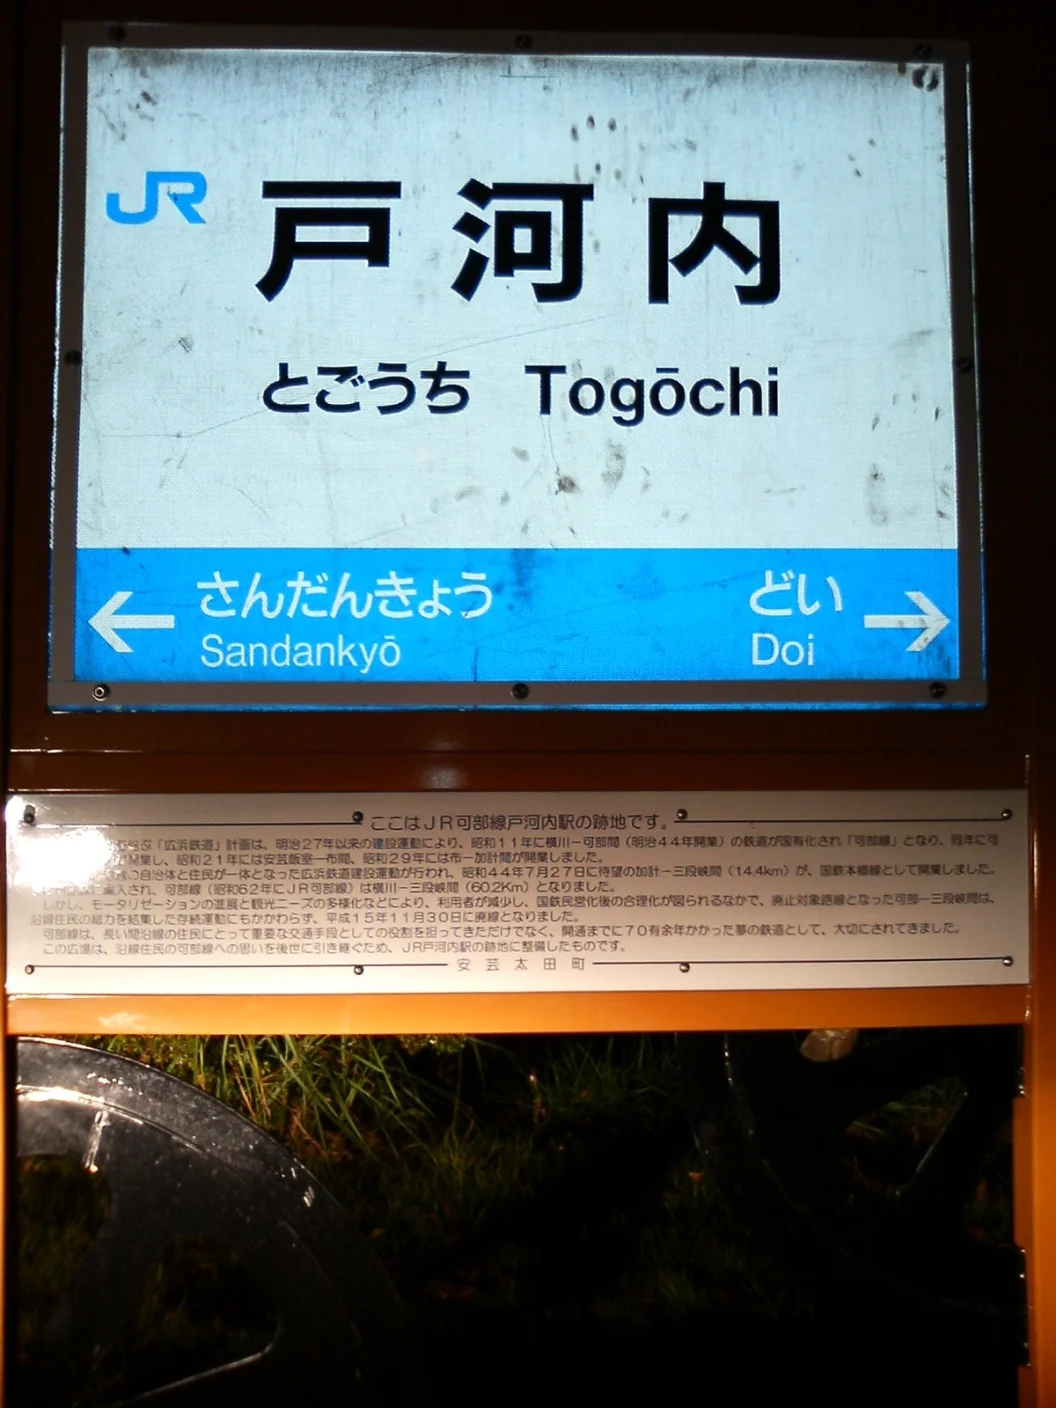 JR
戸河内
とごうち Togōchi
← さんだんきょう どい →
Sandankyō Doi
ここはJR可部線戸河内駅の跡地です。
「広浜鉄道」計画は、明治27年以来の建設運動により、昭和11年に横川ー可部間（明治44年開業）の鉄道が国有化され「可部線」となり、同年に可
開業し、昭和21年には安芸飯室ー布間、昭和29年には布ー加計間が開業しました。
の自治体と住民が一体となった広浜鉄道建設運動が行われ、昭和44年7月27日に待望の加計ー三段峡間（14.4km）が、国鉄本郷線として開業しました。
編入され、可部線（昭和62年にJR可部線）は横川ー三段峡間（60.2Km）となりました。
しかし、モータリゼーションの進展と観光ニーズの多様化などにより、利用者が減少し、国鉄民営化後の合理化が図られるなかで、廃止対象路線となった可部ー三段峡間は、
沿線住民の総力を結集した存続運動にもかかわらず、平成15年11月30日に廃線となりました。
可部線は、長い間沿線の住民にとって重要な交通手段としての役割を担ってきただけでなく、開通までに70有余年かかった夢の鉄道として、大切にされてきました。
この広場は、沿線住民の可部線への思いを後世に引き継ぐため、JR戸河内駅の跡地に整備したものです。
安芸太田町